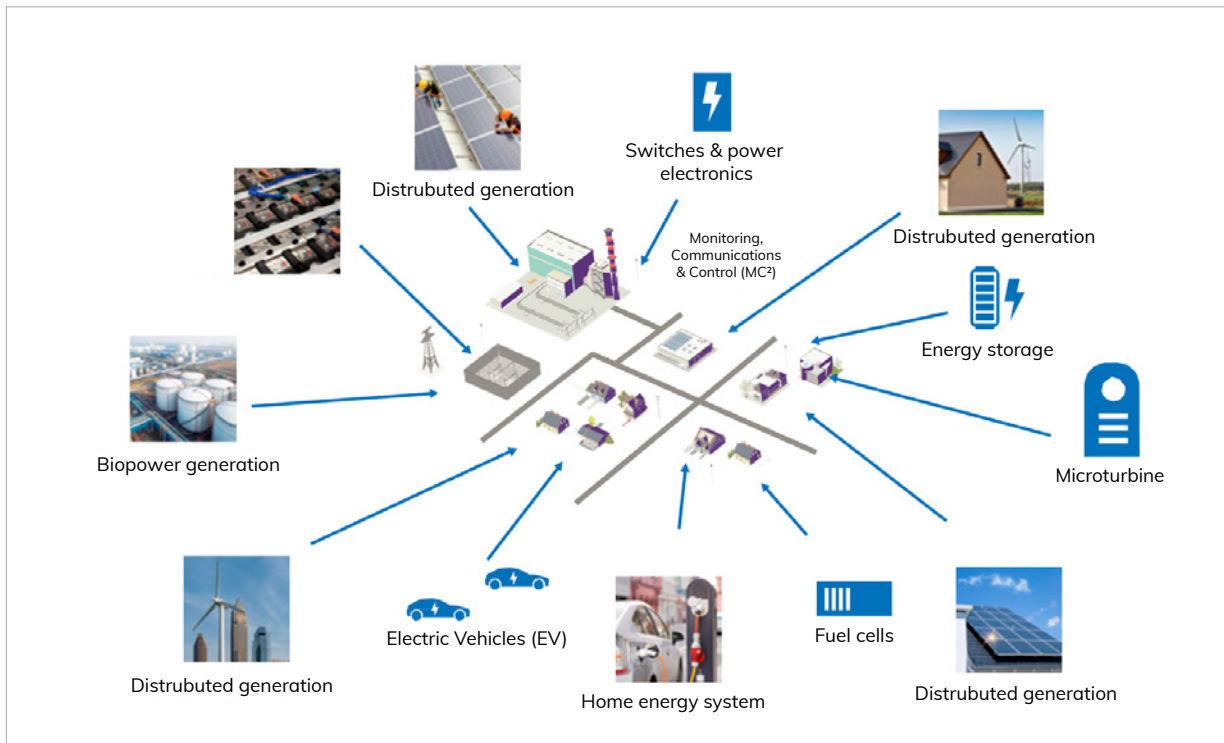 Distrubuted generation
Switches & power
electronics
Distrubuted generation
Monitoring,
Communications
& Control (MC²)
Energy storage
Biopower generation
Microturbine
Distrubuted generation
Electric Vehicles (EV)
Home energy system
Fuel cells
Distrubuted generation